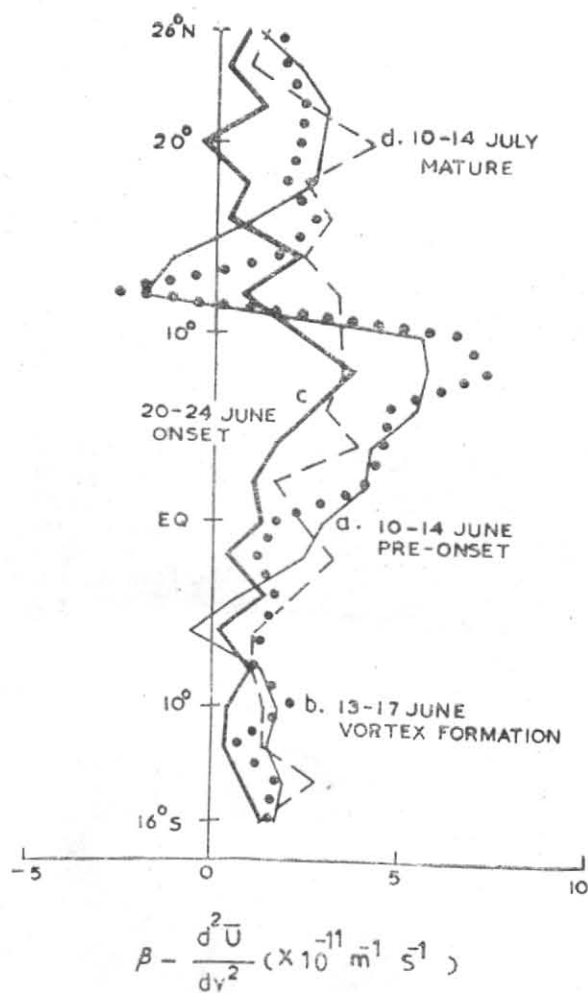 26°N
20°
d. 10-14 JULY
MATURE
10°
c
20-24 JUNE
ONSET
EQ
a. 10-14 JUNE
PRE-ONSET
10°
b. 13-17 JUNE
VORTEX FORMATION
16°S
-5 0 5 10
β - d²Ū/dy² (×10⁻¹¹ m⁻¹ s⁻¹)